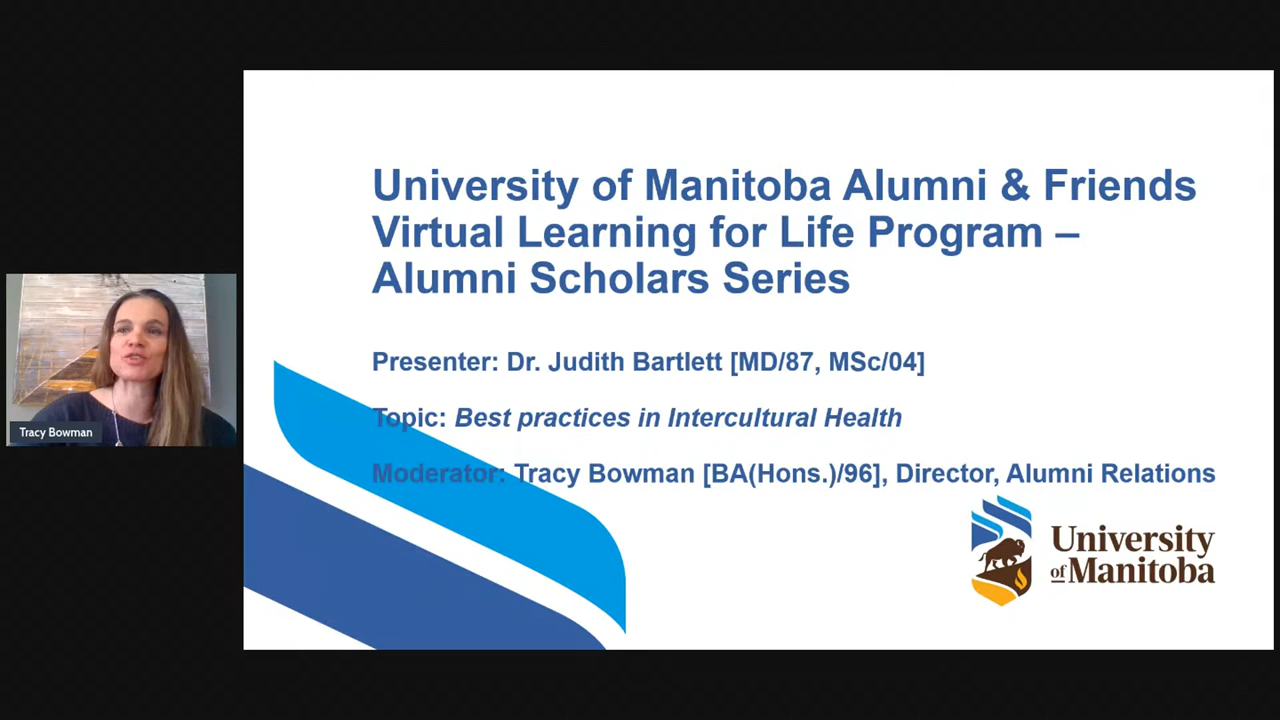 University of Manitoba Alumni & Friends
Virtual Learning for Life Program –
Alumni Scholars Series
Presenter: Dr. Judith Bartlett [MD/87, MSc/04]
Topic: Best practices in Intercultural Health
Moderator: Tracy Bowman [BA(Hons.)/96], Director, Alumni Relations
Tracy Bowman
University
of Manitoba